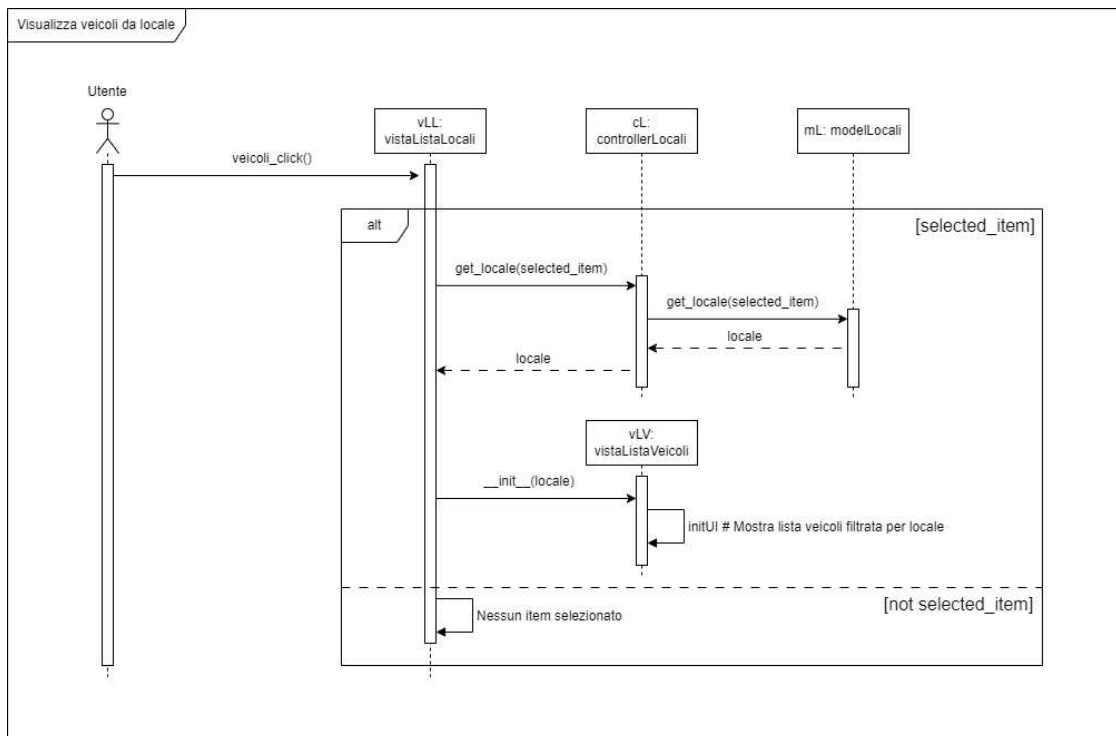 Visualizza veicoli da locale
Utente
vLL:
vistaListaLocali
cL:
controllerLocali
mL: modelLocali
veicoli_click()
alt
[selected_item]
get_locale(selected_item)
get_locale(selected_item)
locale
locale
vLV:
vistaListaVeicoli
__init__(locale)
initUI # Mostra lista veicoli filtrata per locale
[not selected_item]
Nessun item selezionato